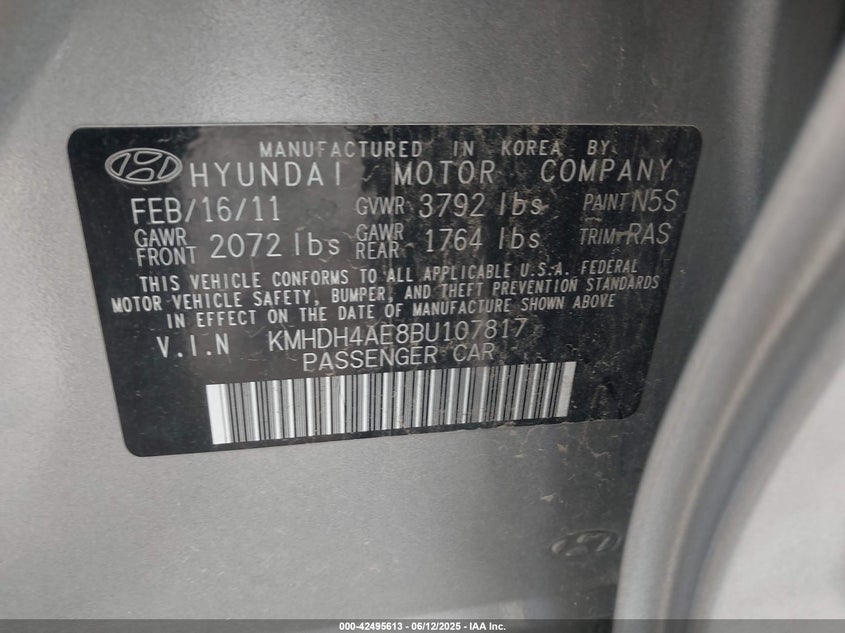 MANUFACTURED IN KOREA BY
HYUNDAI MOTOR COMPANY
FEB/16/11 GVWR 3792 lbs PAINT N5S
GAWR FRONT 2072 lbs GAWR REAR 1764 lbs TRIM RAS
THIS VEHICLE CONFORMS TO ALL APPLICABLE U.S.A. FEDERAL
MOTOR VEHICLE SAFETY, BUMPER, AND THEFT PREVENTION STANDARDS
IN EFFECT ON THE DATE OF MANUFACTURE SHOWN ABOVE
V.I.N KMHDH4AE8BU107817
PASSENGER CAR
000-42495613 - 06/12/2025 - IAA Inc.